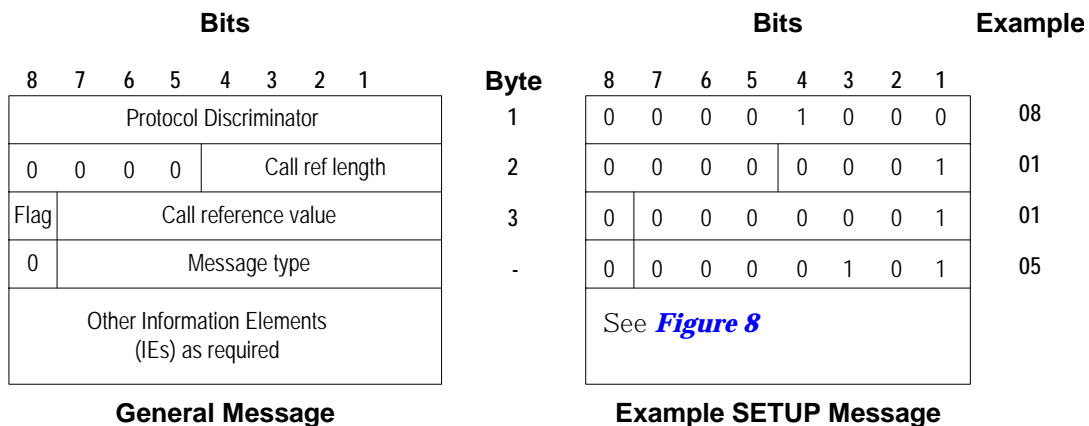 Bits Bits Example
8 7 6 5 4 3 2 1 Byte 8 7 6 5 4 3 2 1
Protocol Discriminator 1 0 0 0 0 1 0 0 0 08
0 0 0 0 Call ref length 2 0 0 0 0 0 0 0 1 01
Flag Call reference value 3 0 0 0 0 0 0 0 1 01
0 Message type - 0 0 0 0 0 1 0 1 05
Other Information Elements
(IEs) as required
See Figure 8
General Message Example SETUP Message